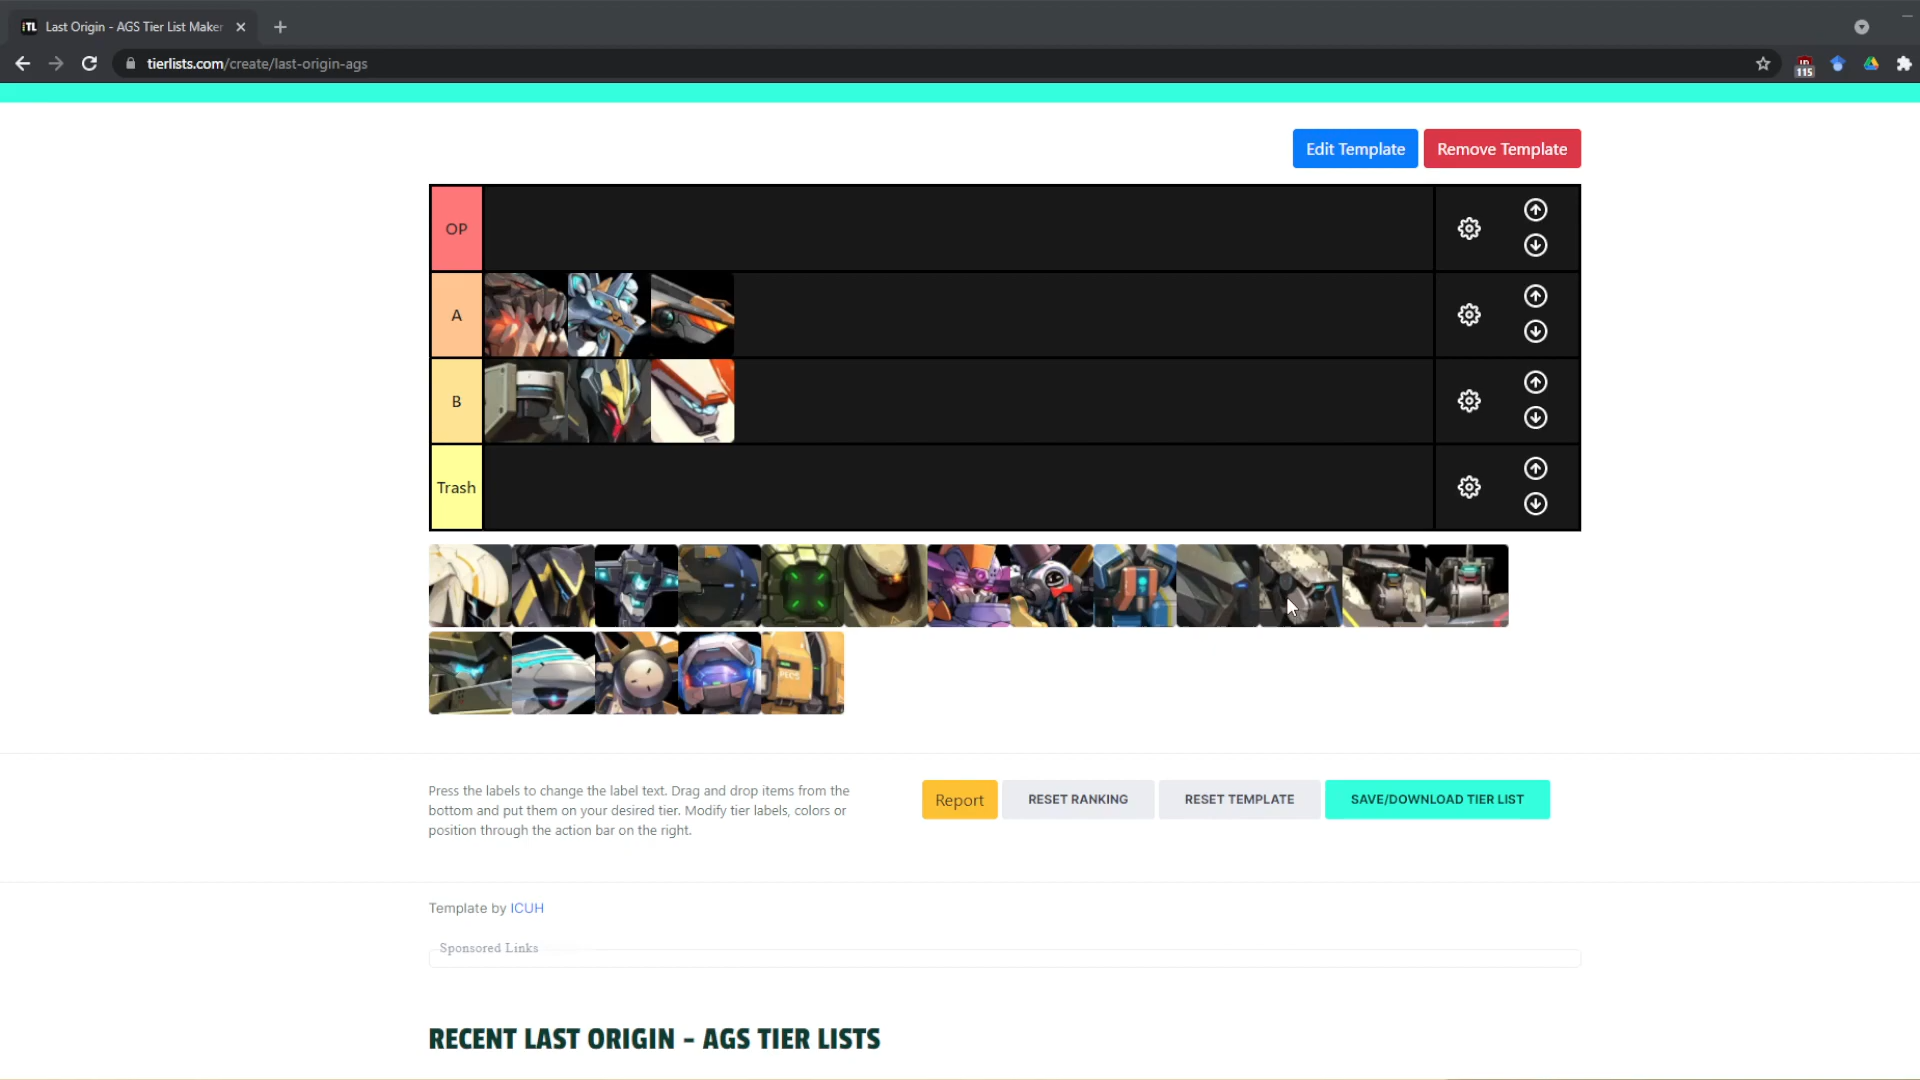 Last Origin - AGS Tier List Maker
tierlists.com/create/last-origin-ags
115
Edit Template
Remove Template
OP
A
B
Trash
PECS
Press the labels to change the label text. Drag and drop items from the
bottom and put them on your desired tier. Modify tier labels, colors or
position through the action bar on the right.
Report
RESET RANKING
RESET TEMPLATE
SAVE/DOWNLOAD TIER LIST
Template by ICUH
Sponsored Links
RECENT LAST ORIGIN - AGS TIER LISTS